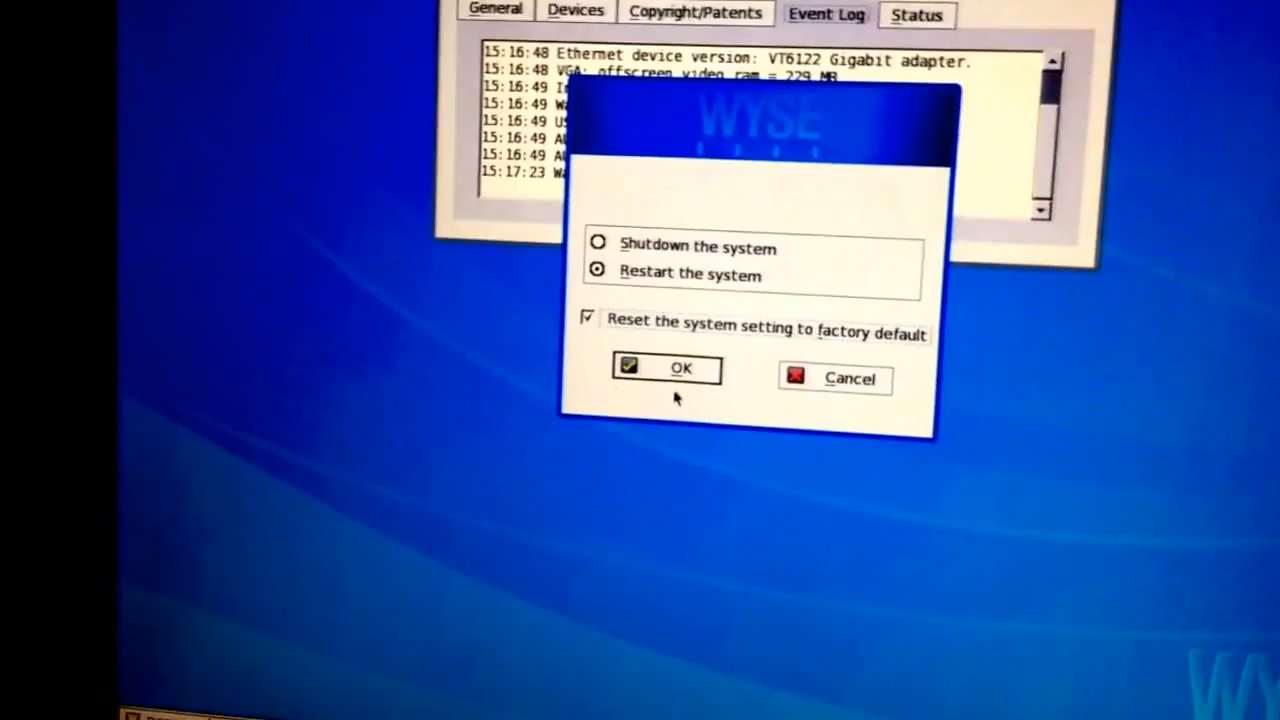 General Devices Copyright/Patents Event Log Status
15:16:48 Ethernet device version: VT6122 Gigabit adapter.
15:16:48 VGA: offscreen video ram = 229 MB
15:16:49
15:16:49
15:16:49
15:16:49
15:16:49
15:17:23
WYSE
Shutdown the system
Restart the system
Reset the system setting to factory default
OK Cancel